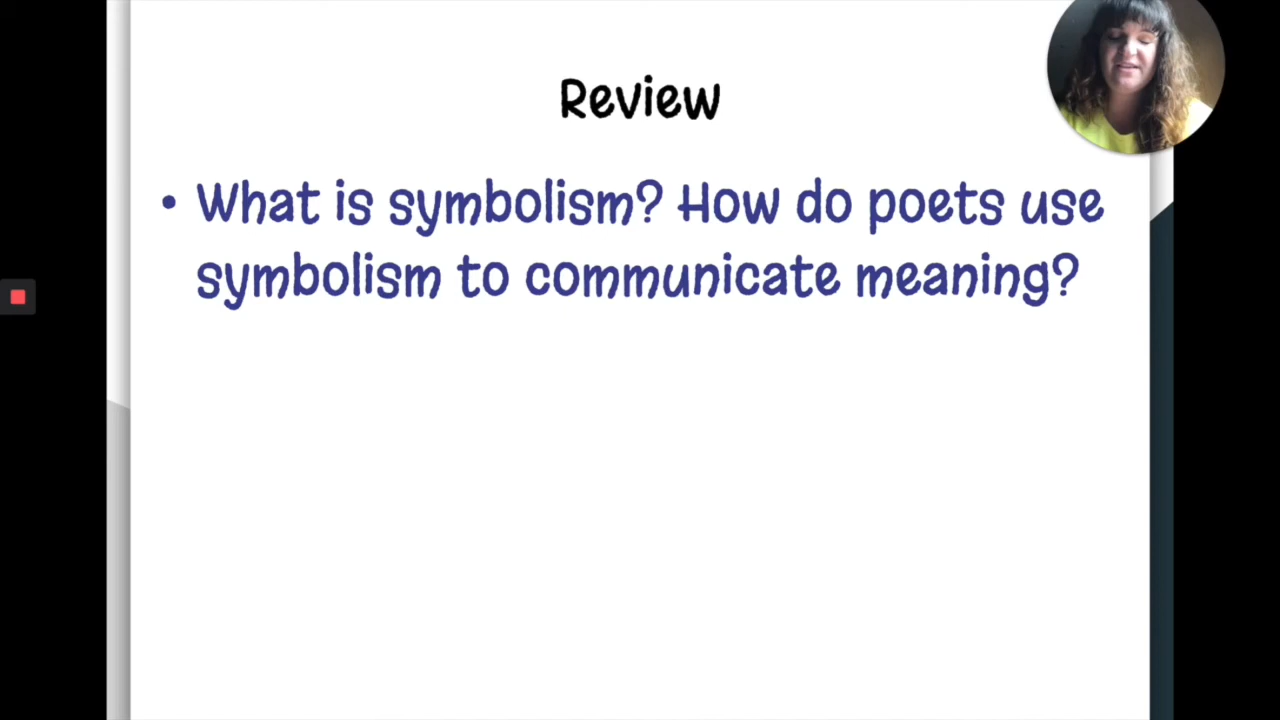 Review
• What is symbolism? How do poets use
symbolism to communicate meaning?